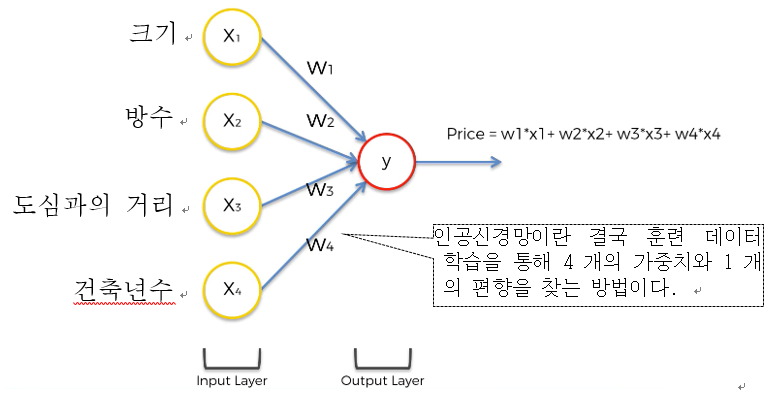 크기
X1
W1
방수
X2
W2
y
Price = w1*x1+ w2*x2+ w3*x3+ w4*x4
도심과의 거리
X3
W3
인공신경망이란 결국 훈련 데이터
학습을 통해 4 개의 가중치와 1 개
의 편향을 찾는 방법이다.
W4
건축년수
X4
Input Layer
Output Layer